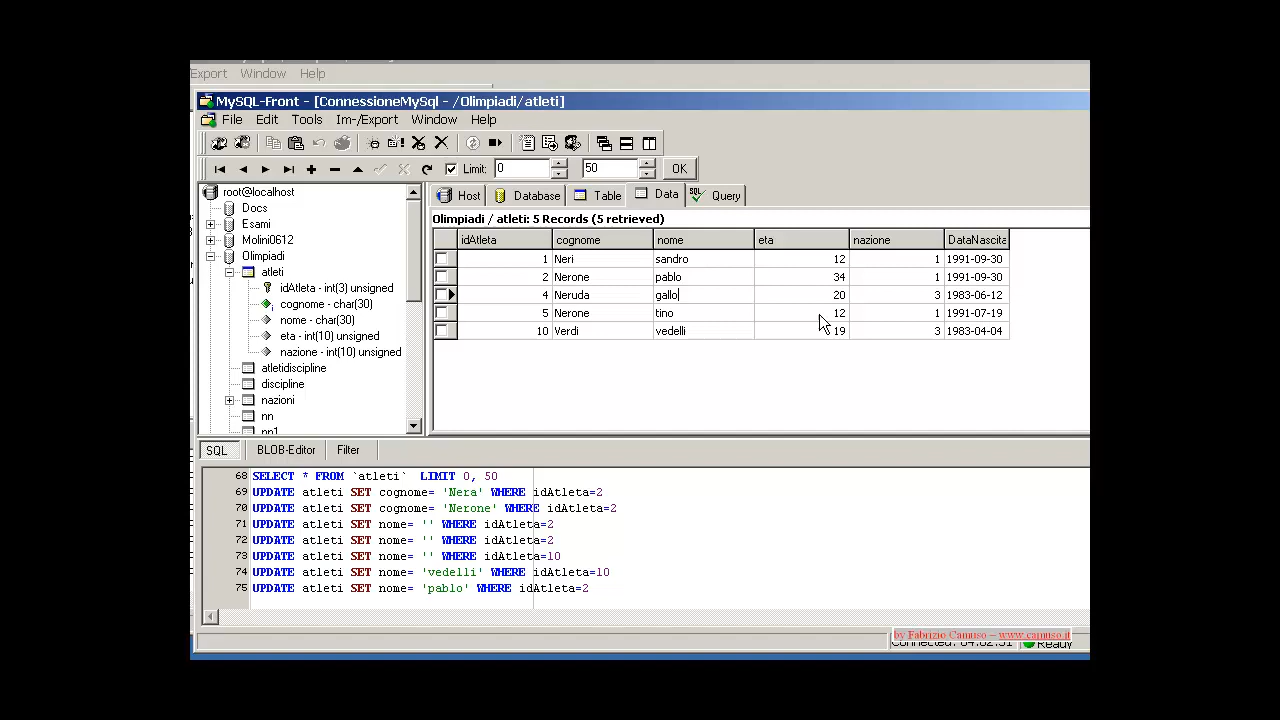 Export Window Help
MySQL-Front - [ConnessioneMySql - /Olimpiadi/atleti]
File Edit Tools Im-/Export Window Help
Limit: 0 50 OK
root@localhost
Docs
Esami
Molini0612
Olimpiadi
atleti
idAtleta - int(3) unsigned
cognome - char(30)
nome - char(30)
eta - int(10) unsigned
nazione - int(10) unsigned
atletidiscipline
discipline
nazioni
nn
nn1
Host Database Table Data SQL Query
Olimpiadi / atleti: 5 Records (5 retrieved)
idAtleta cognome nome eta nazione DataNascita
1 Neri sandro 12 1 1991-09-30
2 Nerone pablo 34 1 1991-09-30
4 Neruda gallo 20 3 1983-06-12
5 Nerone tino 12 1 1991-07-19
10 Verdi vedelli 19 3 1983-04-04
SQL BLOB-Editor Filter
68 SELECT * FROM `atleti` LIMIT 0, 50
69 UPDATE atleti SET cognome= 'Nera' WHERE idAtleta=2
70 UPDATE atleti SET cognome= 'Nerone' WHERE idAtleta=2
71 UPDATE atleti SET nome= '' WHERE idAtleta=2
72 UPDATE atleti SET nome= '' WHERE idAtleta=2
73 UPDATE atleti SET nome= '' WHERE idAtleta=10
74 UPDATE atleti SET nome= 'vedelli' WHERE idAtleta=10
75 UPDATE atleti SET nome= 'pablo' WHERE idAtleta=2
by Fabrizio Camuso – www.camuso.it
Connected: Ready